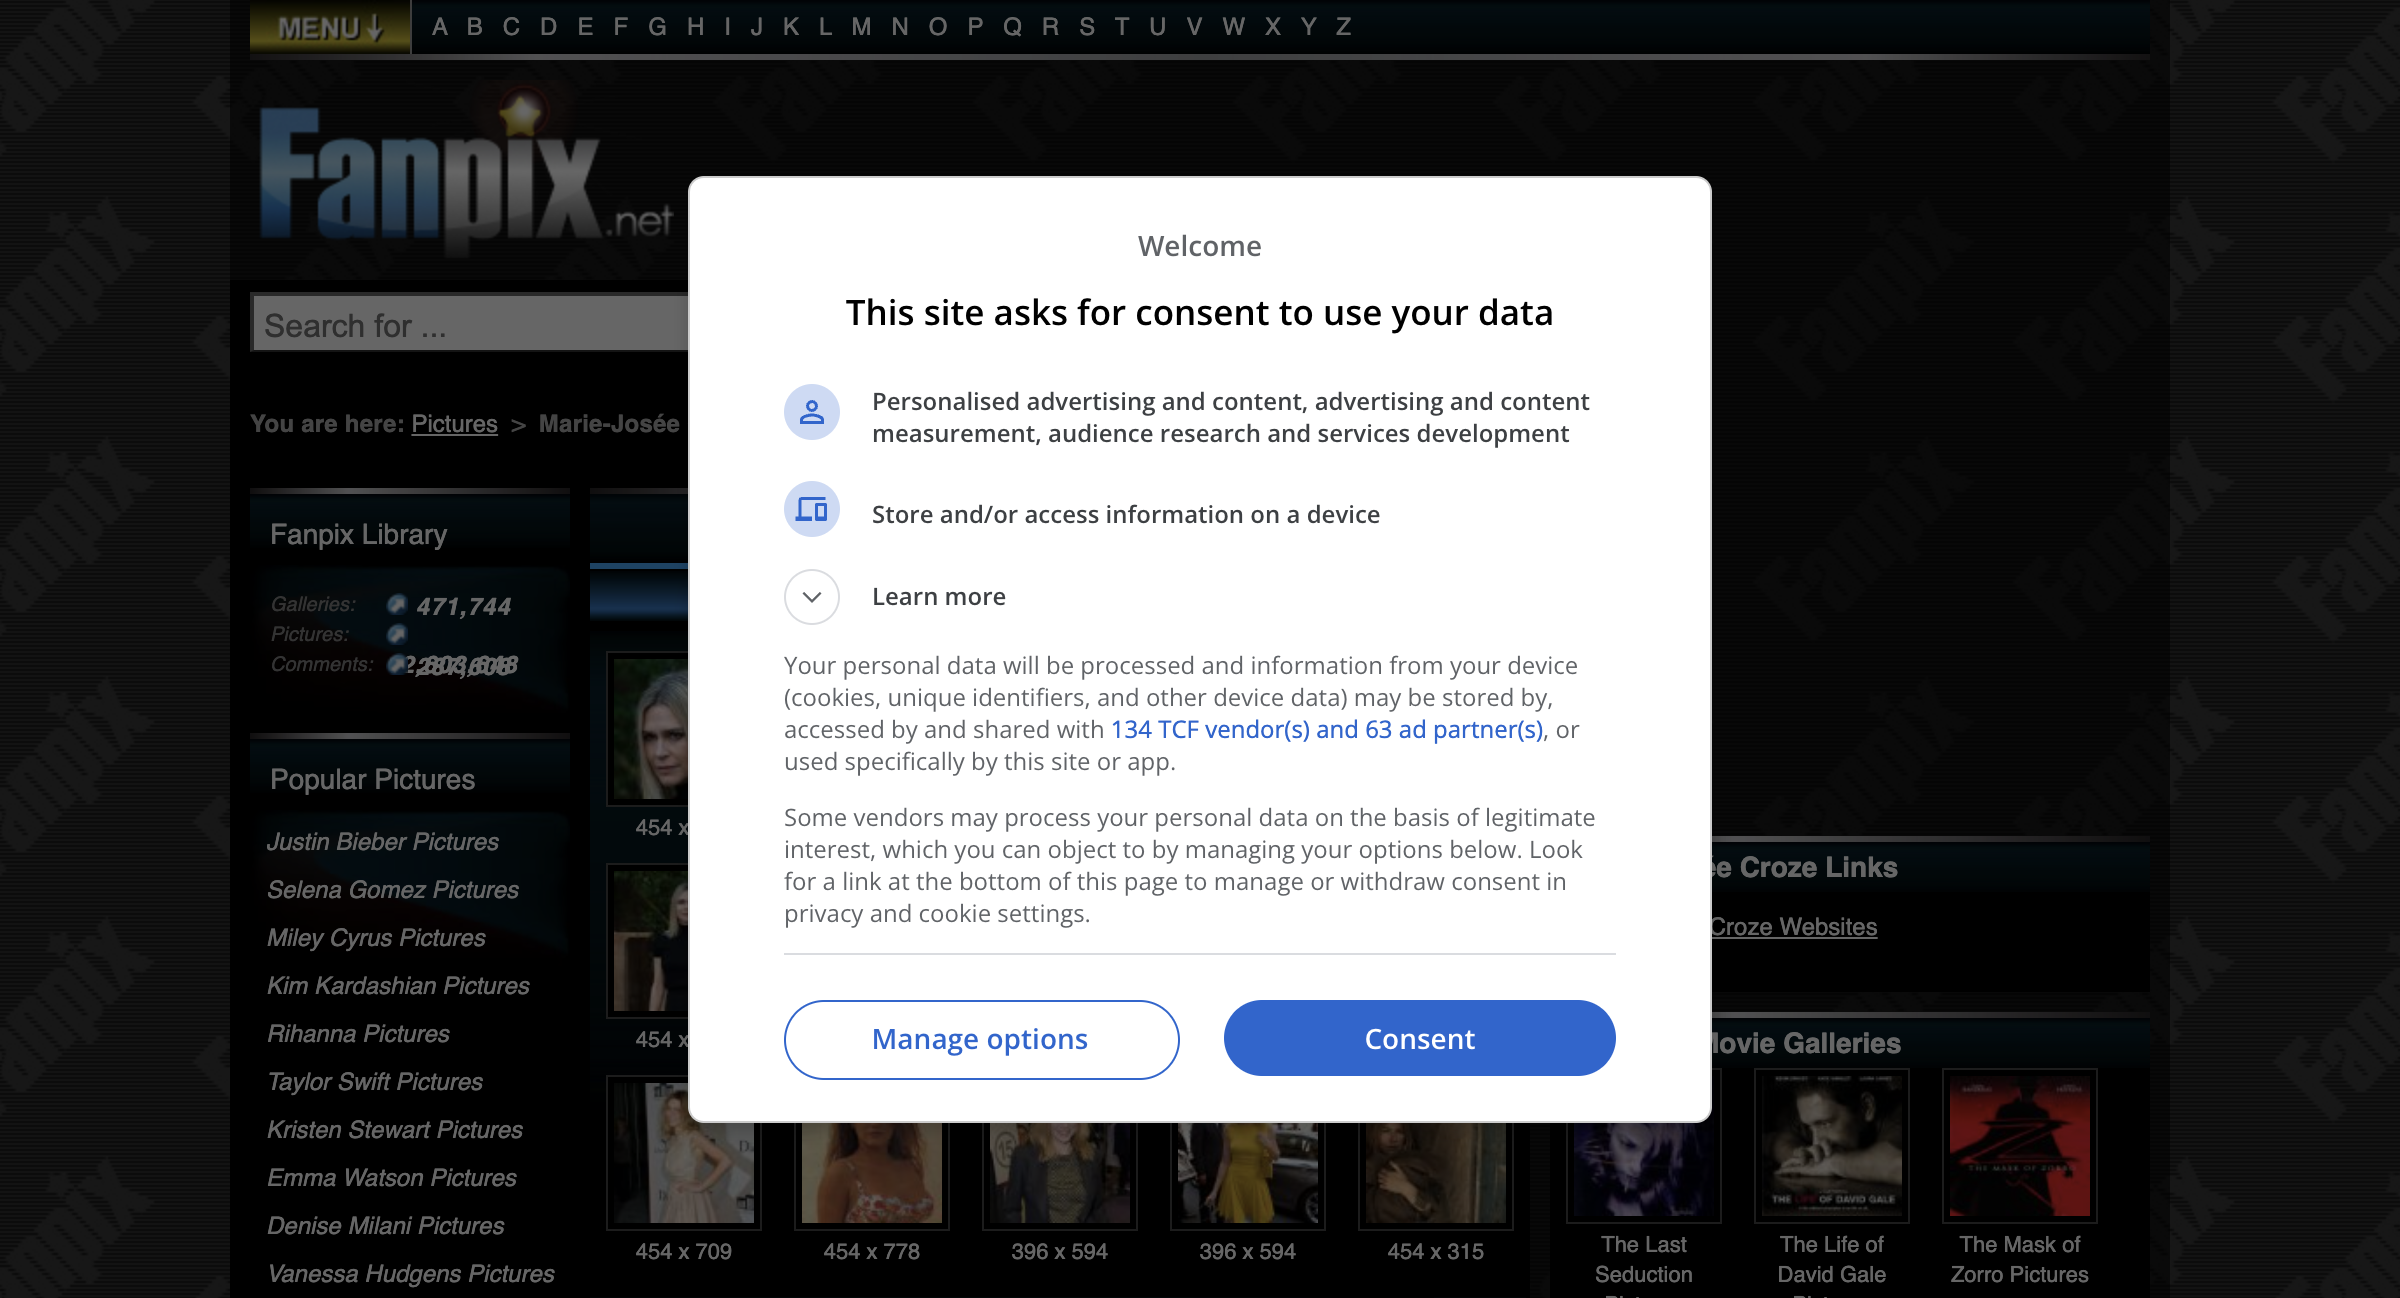 MENU↓ A B C D E F G H I J K L M N O P Q R S T U V W X Y Z
Fanpix.net
Search for ...
You are here: Pictures > Marie-Josée
Fanpix Library
Galleries: 471,744
Pictures:
Comments:
Popular Pictures
Justin Bieber Pictures
Selena Gomez Pictures
Miley Cyrus Pictures
Kim Kardashian Pictures
Rihanna Pictures
Taylor Swift Pictures
Kristen Stewart Pictures
Emma Watson Pictures
Denise Milani Pictures
Vanessa Hudgens Pictures
Welcome
This site asks for consent to use your data
Personalised advertising and content, advertising and content
measurement, audience research and services development
Store and/or access information on a device
Learn more
Your personal data will be processed and information from your device
(cookies, unique identifiers, and other device data) may be stored by,
accessed by and shared with 134 TCF vendor(s) and 63 ad partner(s), or
used specifically by this site or app.
Some vendors may process your personal data on the basis of legitimate
interest, which you can object to by managing your options below. Look
for a link at the bottom of this page to manage or withdraw consent in
privacy and cookie settings.
Manage options
Consent
454 x
454 x
454 x 709
454 x 778
396 x 594
396 x 594
454 x 315
Croze Links
Croze Websites
Movie Galleries
THE LIFE OF DAVID GALE
THE MASK OF ZORRO
The Last
Seduction
The Life of
David Gale
The Mask of
Zorro Pictures